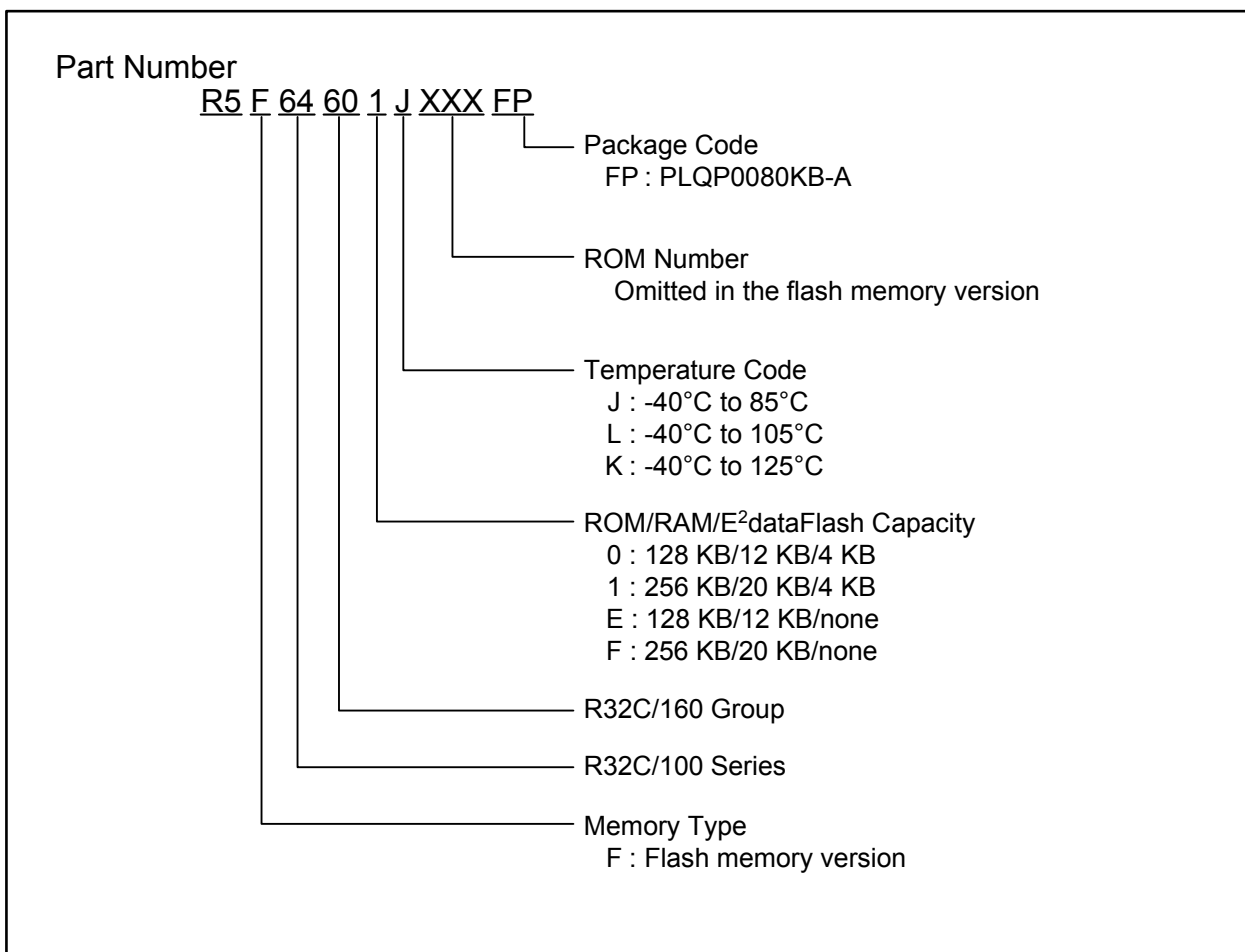 Part Number
R5 F 64 60 1 J XXX FP
Package Code
FP : PLQP0080KB-A
ROM Number
Omitted in the flash memory version
Temperature Code
J : -40°C to 85°C
L : -40°C to 105°C
K : -40°C to 125°C
ROM/RAM/E²dataFlash Capacity
0 : 128 KB/12 KB/4 KB
1 : 256 KB/20 KB/4 KB
E : 128 KB/12 KB/none
F : 256 KB/20 KB/none
R32C/160 Group
R32C/100 Series
Memory Type
F : Flash memory version